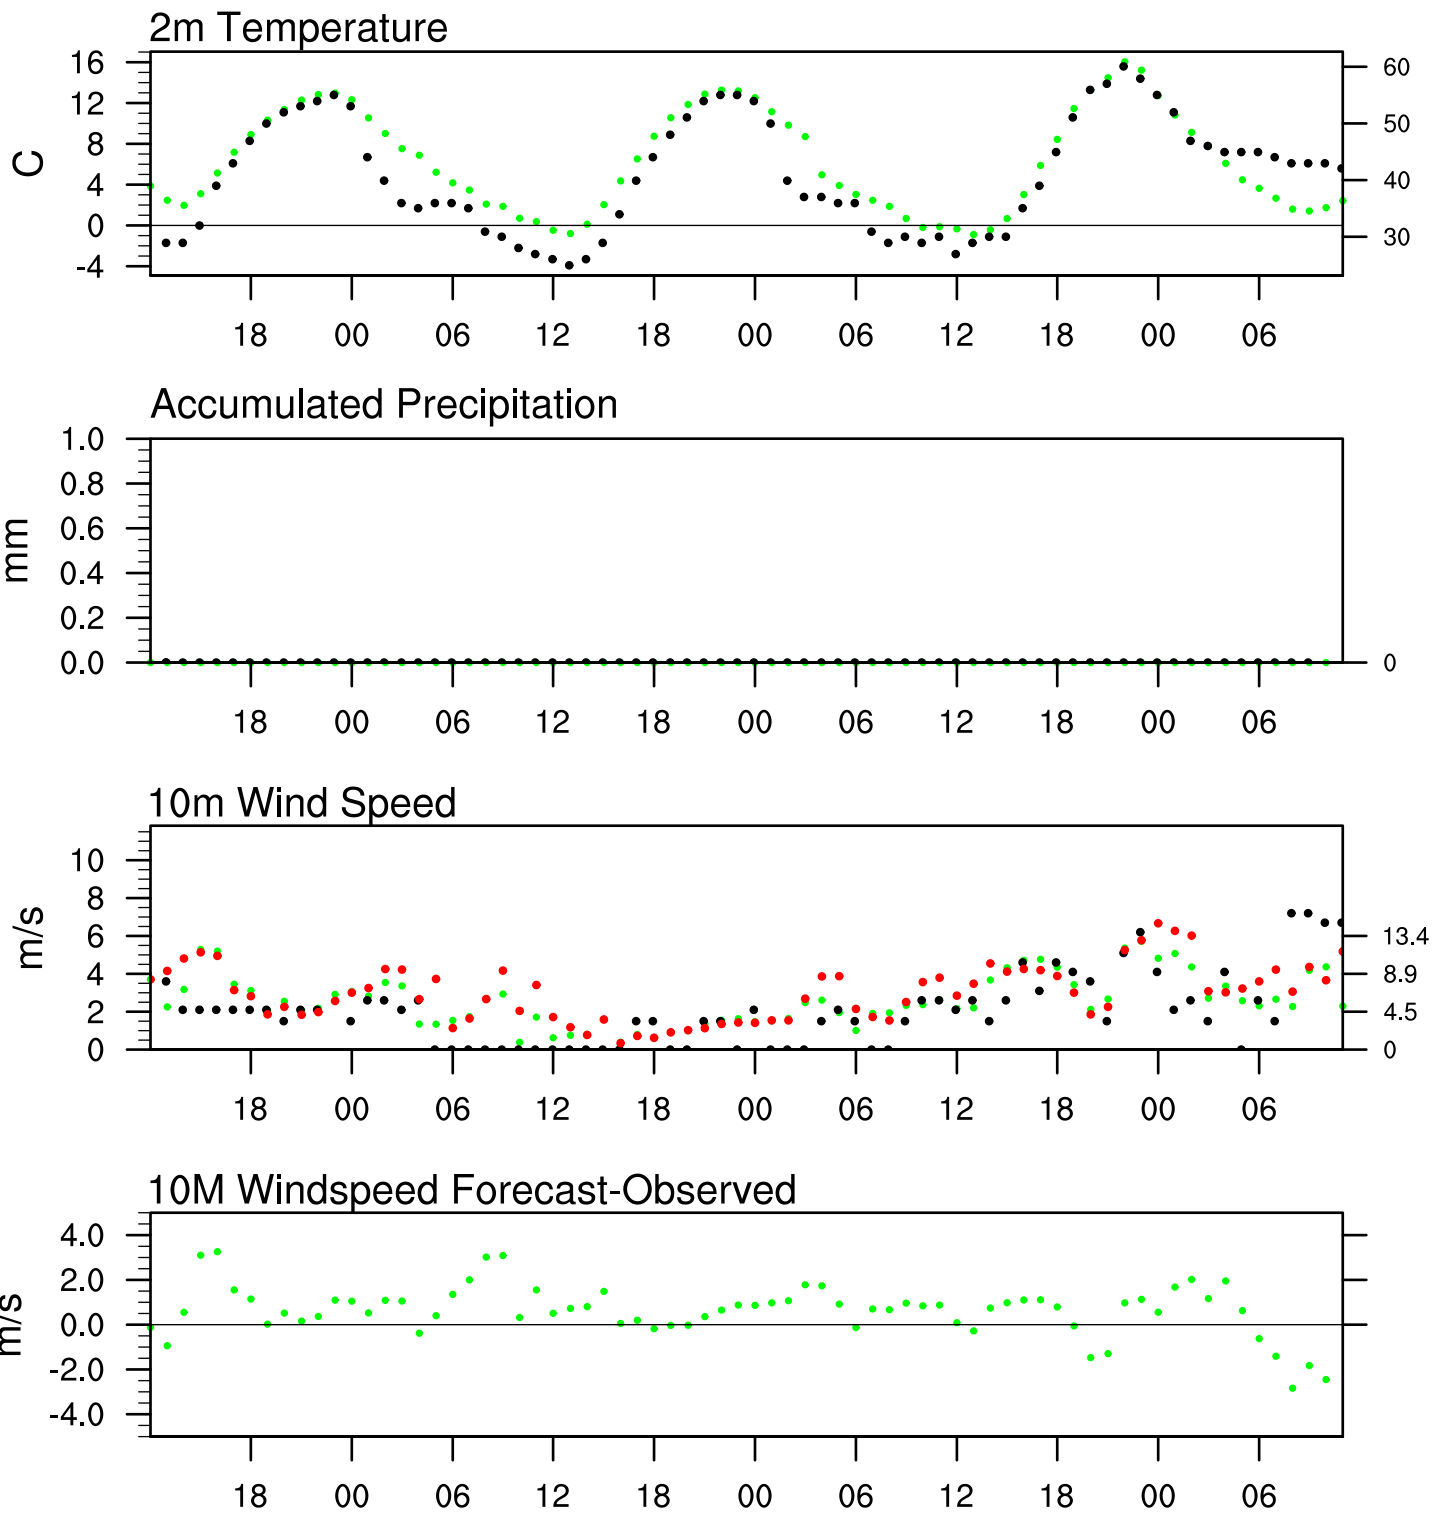 2m Temperature
16
12
8
4
0
-4
C
60
50
40
30
18 00 06 12 18 00 06 12 18 00 06
Accumulated Precipitation
1.0
0.8
0.6
0.4
0.2
0.0
mm
0
18 00 06 12 18 00 06 12 18 00 06
10m Wind Speed
10
8
6
4
2
0
m/s
13.4
8.9
4.5
0
18 00 06 12 18 00 06 12 18 00 06
10M Windspeed Forecast-Observed
4.0
2.0
0.0
-2.0
-4.0
m/s
18 00 06 12 18 00 06 12 18 00 06